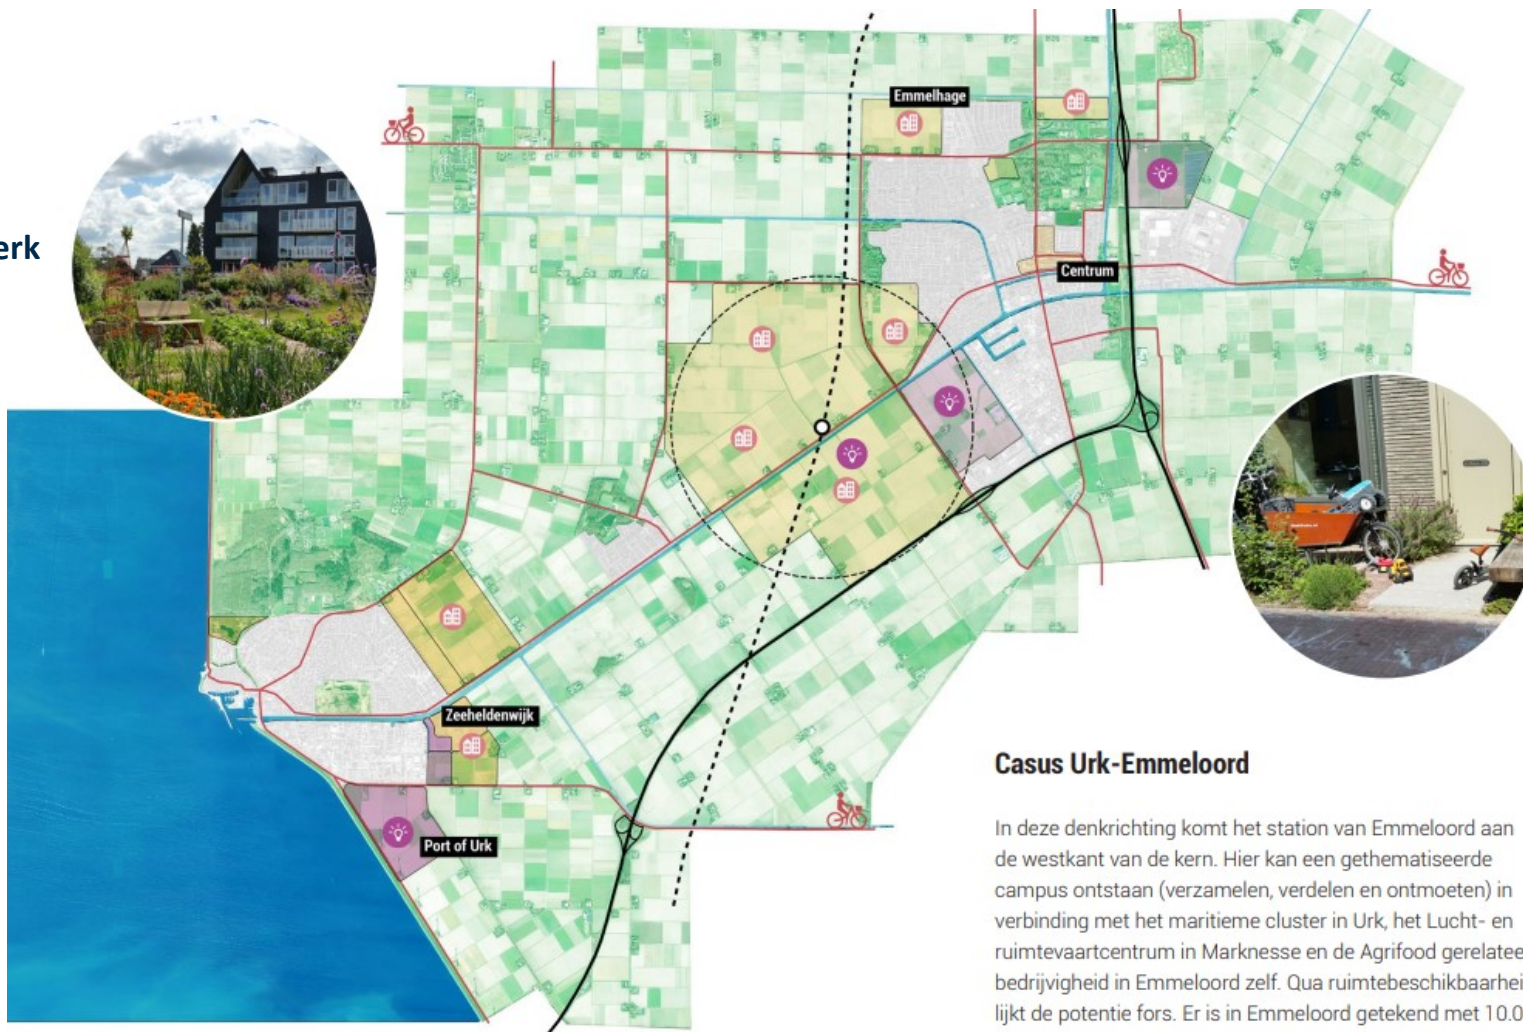 erk
Emmelhage
Centrum
Zeeheldenwijk
Port of Urk
Casus Urk-Emmeloord
In deze denkrichting komt het station van Emmeloord aan
de westkant van de kern. Hier kan een gethematiseerde
campus ontstaan (verzamelen, verdelen en ontmoeten) in
verbinding met het maritieme cluster in Urk, het Lucht- en
ruimtevaartcentrum in Marknesse en de Agrifood gerelatee
bedrijvigheid in Emmeloord zelf. Qua ruimtebeschikbaarhei
lijkt de potentie fors. Er is in Emmeloord getekend met 10.0